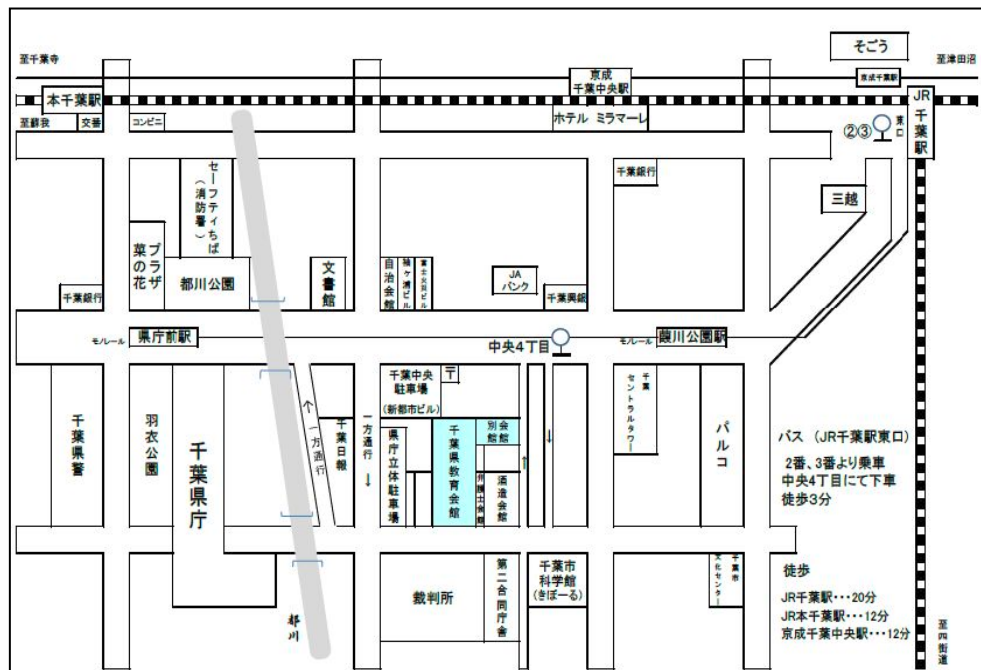 そごう
至千葉寺
至津田沼
京成
千葉中央駅
京成千葉駅
本千葉駅
JR千葉駅
至蘇我
交番
コンビニ
ホテル ミラマーレ
②③
東口
セーフティちば
(消防署)
千葉銀行
三越
プラザ
菜の花
都川公園
文書館
自治会館
袖ヶ浦ビル
富士火災ビル
JA
バンク
千葉銀行
千葉興銀
モノレール
県庁前駅
中央4丁目
モノレール
葭川公園駅
千葉中央
駐車場
(新都市ビル)
〒
千葉
セントラルタワー
千葉県警
羽衣公園
千葉県庁
↑一方通行
千葉日報
一方通行
↓
県庁立体駐車場
千葉県教育会館
別会
館館
弁護士会館
酒造会館
↑
↓
パルコ
バス (JR千葉駅東口)
2番、3番より乗車
中央4丁目にて下車
徒歩3分
都川
裁判所
第二合同庁舎
千葉市
科学館
(きぼーる)
千葉市
文化センター
徒歩
JR千葉駅・・・20分
JR本千葉駅・・・12分
京成千葉中央駅・・・12分
至四街道